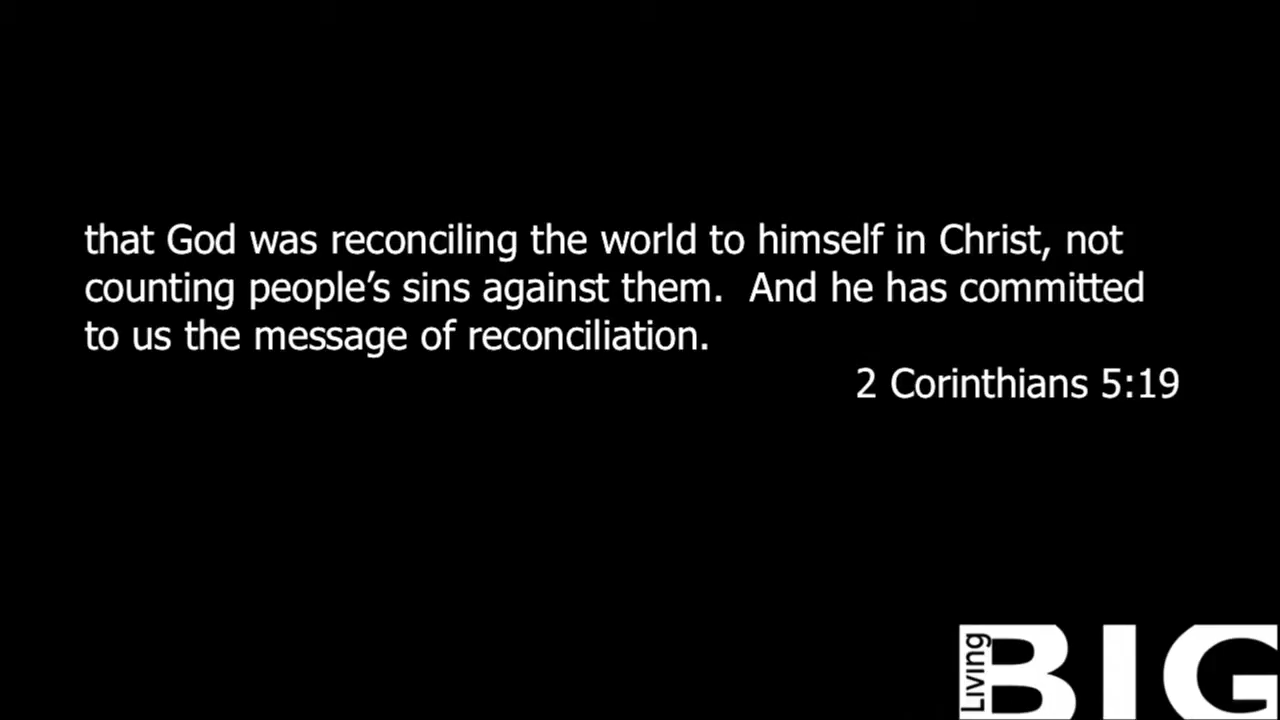 that God was reconciling the world to himself in Christ, not
counting people’s sins against them.  And he has committed
to us the message of reconciliation.
2 Corinthians 5:19
Living
BIG